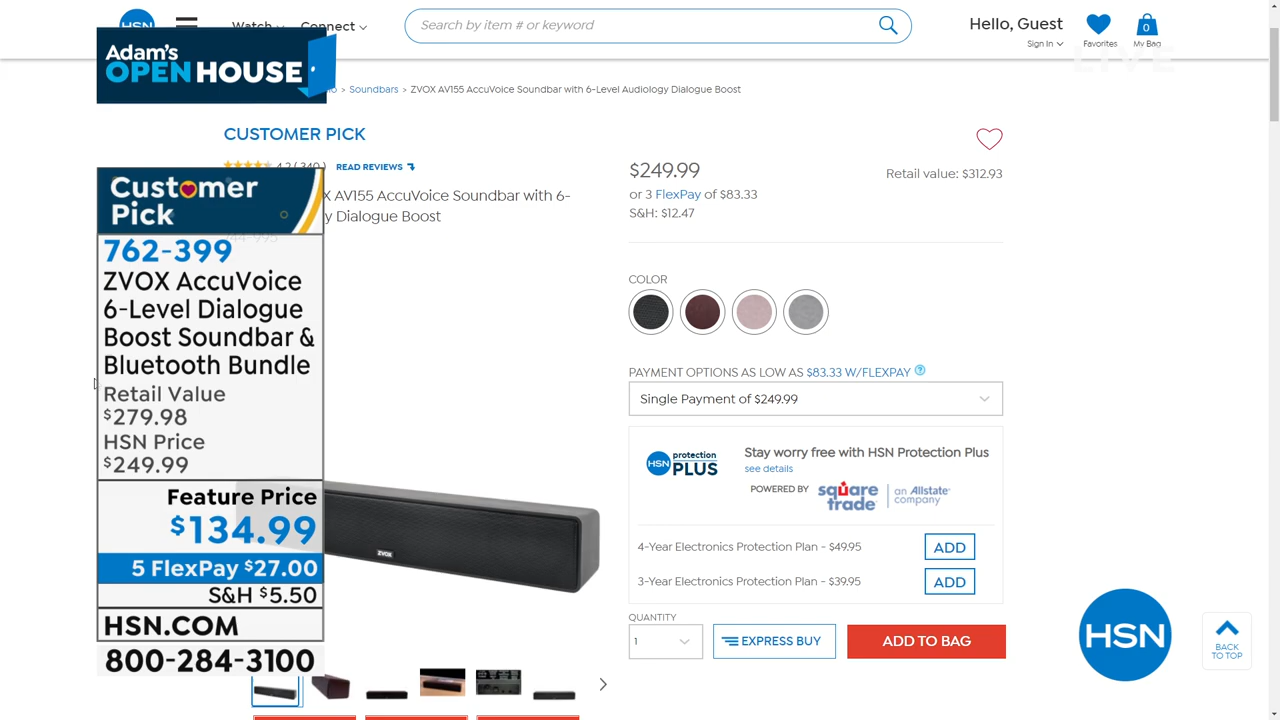 HSN
Watch
Connect
Search by item # or keyword
Hello, Guest
Sign In
Favorites
0
My Bag
LIVE
Adam's
OPEN HOUSE
> Soundbars > ZVOX AV155 AccuVoice Soundbar with 6-Level Audiology Dialogue Boost
CUSTOMER PICK
4.2 ( 340 ) READ REVIEWS
X AV155 AccuVoice Soundbar with 6-
y Dialogue Boost
744-995
Customer
Pick
762-399
ZVOX AccuVoice
6-Level Dialogue
Boost Soundbar &
Bluetooth Bundle
Retail Value
$279.98
HSN Price
$249.99
Feature Price
$134.99
5 FlexPay $27.00
S&H $5.50
HSN.COM
800-284-3100
ZVOX
$249.99
Retail value: $312.93
or 3 FlexPay of $83.33
S&H: $12.47
COLOR
PAYMENT OPTIONS AS LOW AS $83.33 W/FLEXPAY ?
Single Payment of $249.99
HSN protection PLUS
Stay worry free with HSN Protection Plus
see details
POWERED BY square trade | an Allstate company
4-Year Electronics Protection Plan - $49.95 ADD
3-Year Electronics Protection Plan - $39.95 ADD
QUANTITY
1
EXPRESS BUY
ADD TO BAG
HSN
BACK
TO TOP